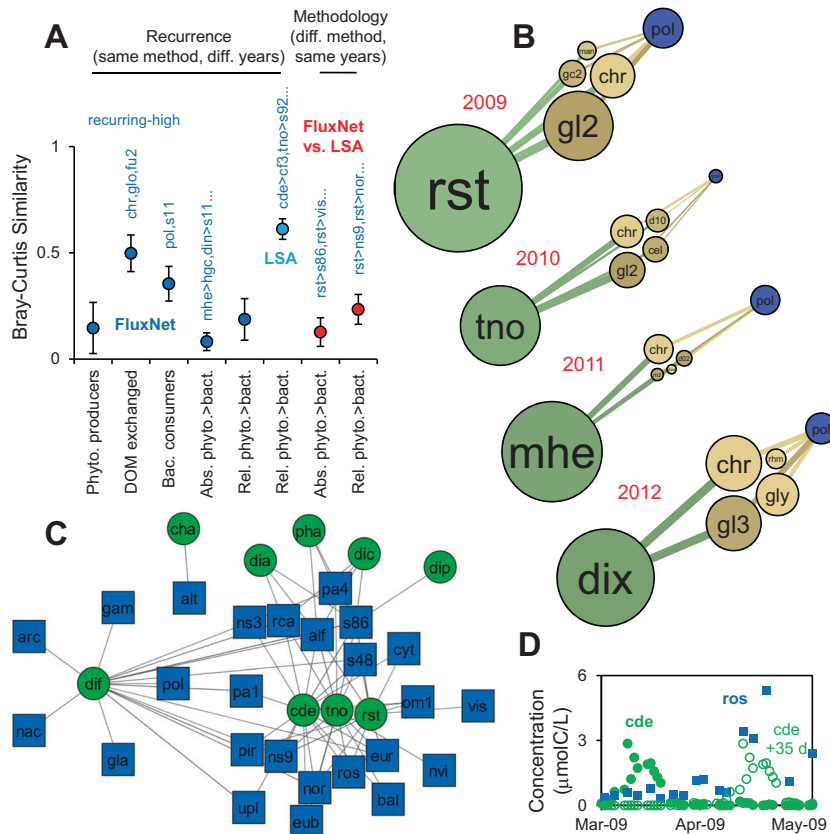 A
Recurrence
(same method, diff. years)
Methodology
(diff. method,
same years)
recurring-high
chr,glo,fu2
pol,s11
mhe>hgc,din>s11...
cde>cf3,tno>s92...
rst>s86,rst>vis...
rst>ns9,rst>nor...
FluxNet
vs. LSA
LSA
FluxNet
Bray-Curtis Similarity
1
0.5
0
Phyto. producers
DOM exchanged
Bac. consumers
Abs. phyto.>bact.
Rel. phyto.>bact.
Rel. phyto.>bact.
Abs. phyto.>bact.
Rel. phyto.>bact.
B
2009
rst
gl2
gc2
man
chr
pol
2010
tno
chr
gl2
d10
cel
2011
mhe
chr
d02
pol
2012
dix
chr
gl3
rhm
gly
pol
C
cha
pha
dia
dic
dip
alt
gam
arc
dif
nac
gla
pol
ns3
rca
pa4
alf
s86
s48
cyt
pa1
cde
tno
rst
om1
vis
pir
ns9
eur
nvi
upl
nor
ros
bal
eub
D
Concentration
(µmolC/L)
6
3
0
cde
ros
cde
+35 d
Mar-09
Apr-09
May-09